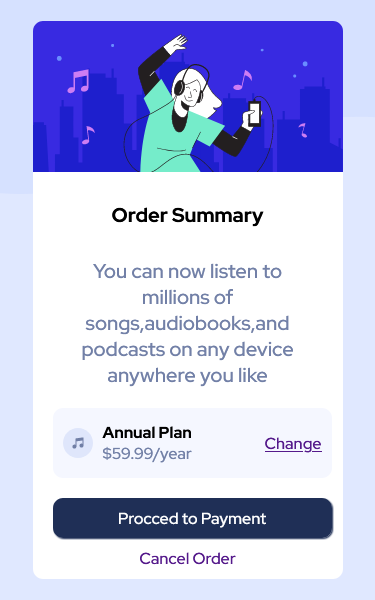 Order Summary
You can now listen to
millions of
songs,audiobooks,and
podcasts on any device
anywhere you like
Annual Plan
$59.99/year
Change
Procced to Payment
Cancel Order